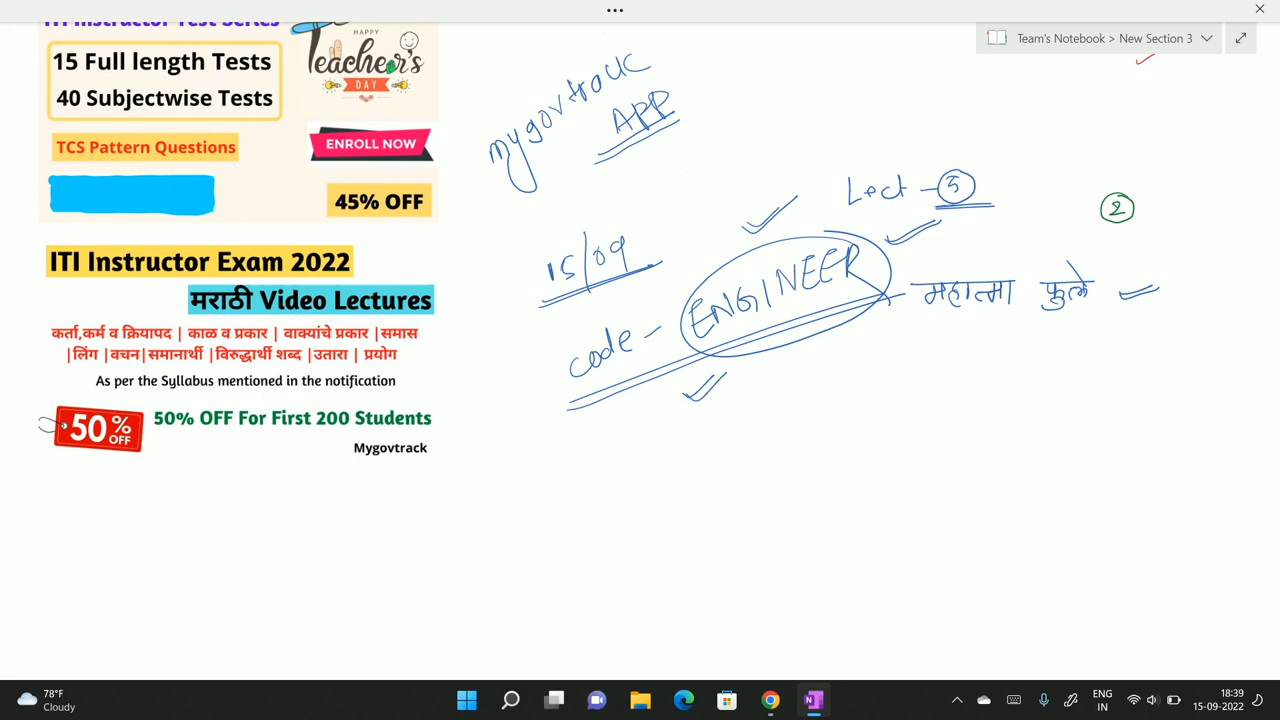 Team's Notebook > New Section 3
ITI Instructor Test Series
15 Full length Tests
40 Subjectwise Tests
HAPPY
Teacher's
DAY
TCS Pattern Questions
ENROLL NOW
45% OFF
ITI Instructor Exam 2022
मराठी Video Lectures
कर्ता,कर्म व क्रियापद | काळ व प्रकार | वाक्यांचे प्रकार |समास
|लिंग |वचन|समानार्थी |विरुद्धार्थी शब्द |उतारा | प्रयोग
As per the Syllabus mentioned in the notification
50% OFF
50% OFF For First 200 Students
Mygovtrack
mygovtrack
APP
Lect - 5
2
15/09
code - ENGINEER
महात्मा फुले
78°F
Cloudy
ENG
IN
18:39
15-09-2022